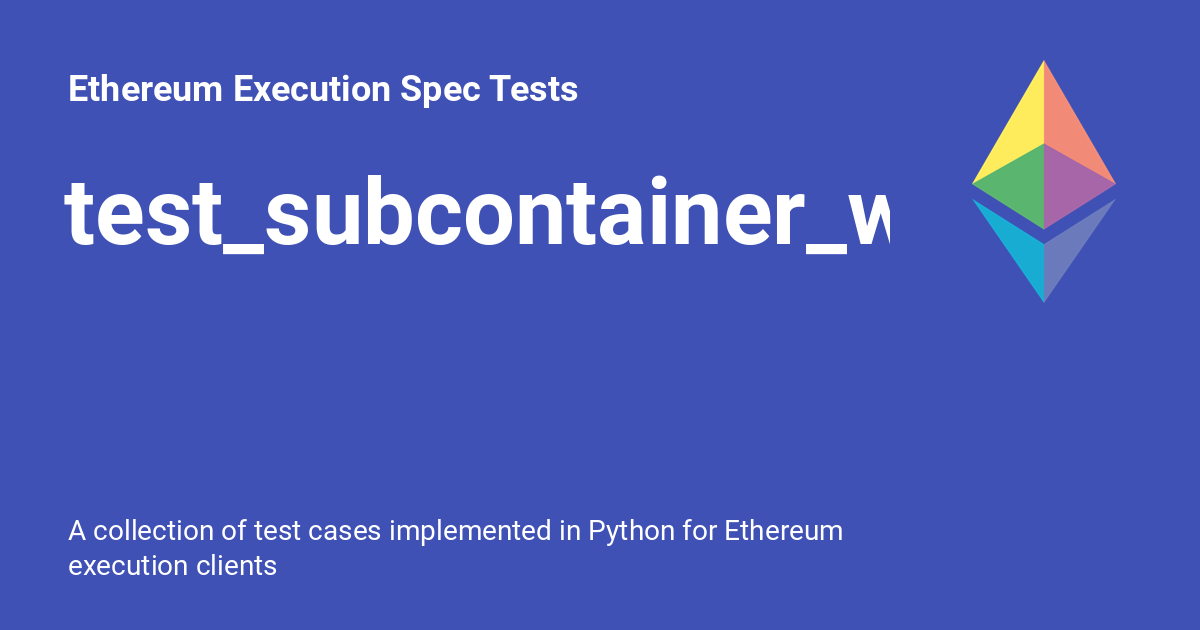 Ethereum Execution Spec Tests
test_subcontainer_w
A collection of test cases implemented in Python for Ethereum
execution clients